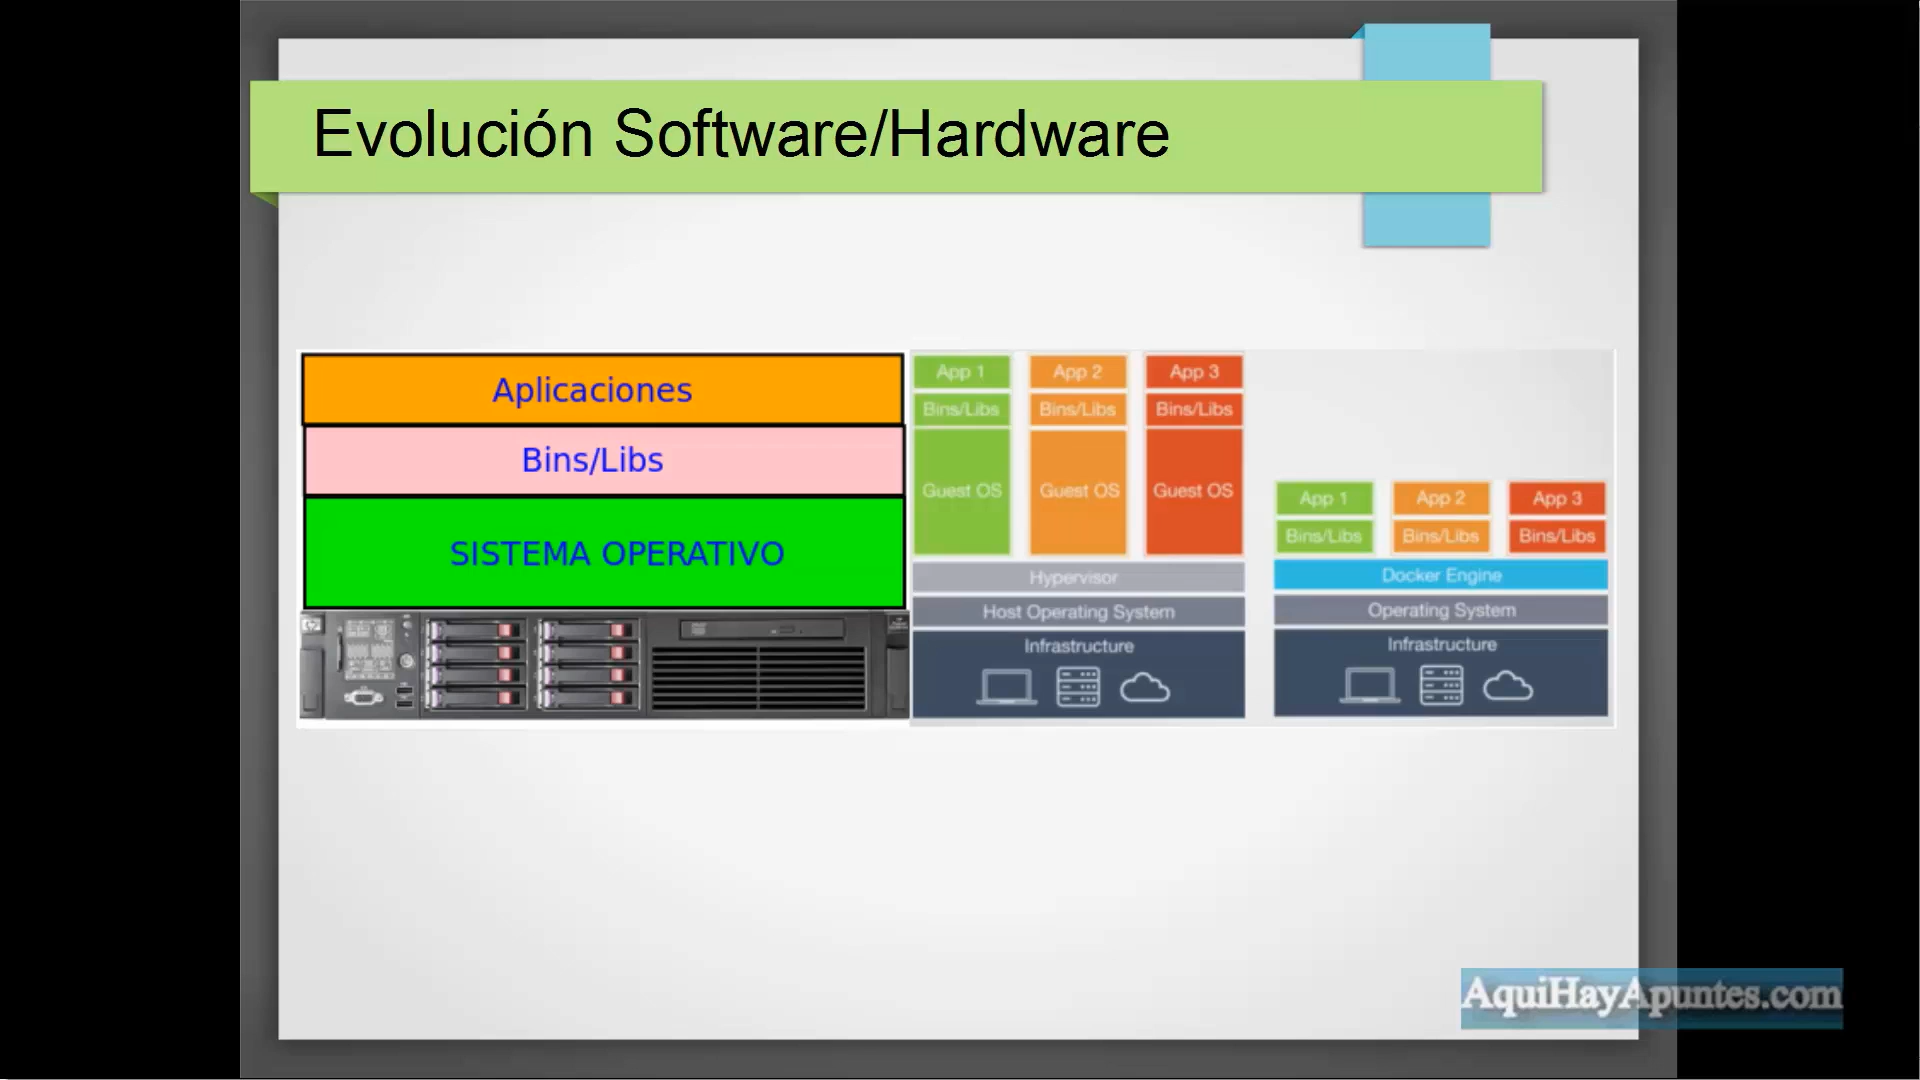 Evolución Software/Hardware
Aplicaciones
Bins/Libs
SISTEMA OPERATIVO
App 1
App 2
App 3
Bins/Libs
Bins/Libs
Bins/Libs
Guest OS
Guest OS
Guest OS
Hypervisor
Host Operating System
Infrastructure
App 1
App 2
App 3
Bins/Libs
Bins/Libs
Bins/Libs
Docker Engine
Operating System
Infrastructure
AquiHayApuntes.com